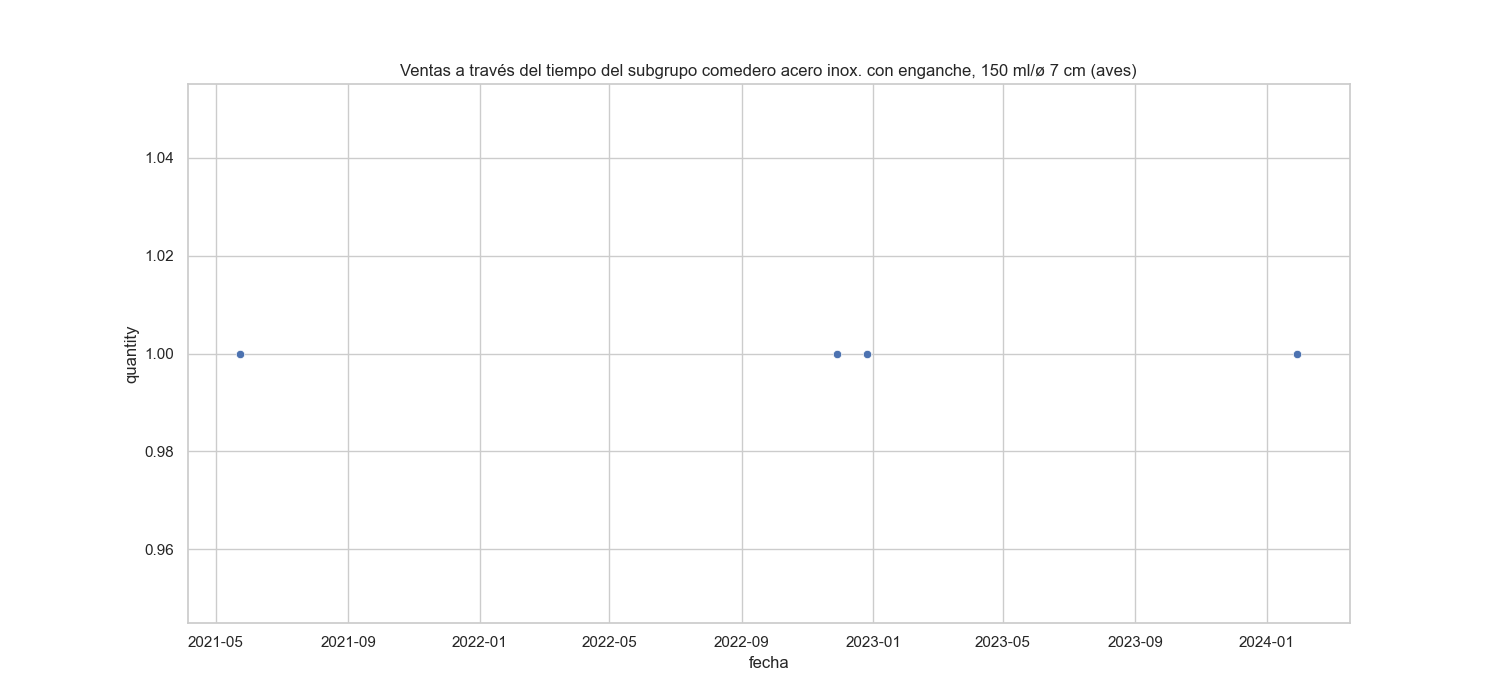 Ventas a través del tiempo del subgrupo comedero acero inox. con enganche, 150 ml/ø 7 cm (aves)
1.04
1.02
1.00
0.98
0.96
quantity
2021-05 2021-09 2022-01 2022-05 2022-09 2023-01 2023-05 2023-09 2024-01
fecha